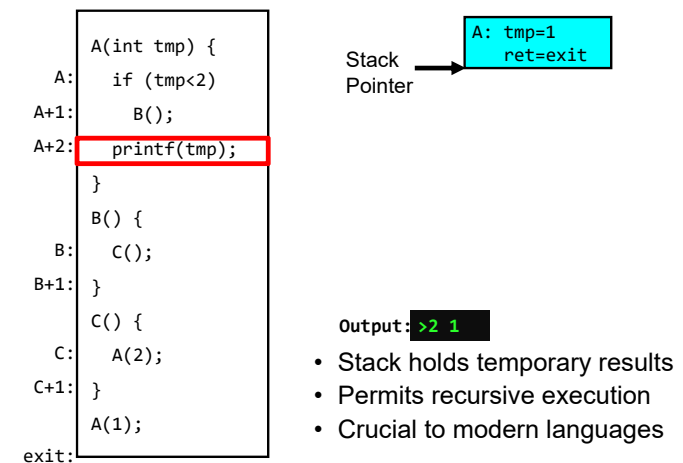 A(int tmp) {
A: if (tmp<2)
A+1: B();
A+2: printf(tmp);
}
B() {
B: C();
B+1: }
C() {
C: A(2);
C+1: }
A(1);
exit:
Stack
Pointer
A: tmp=1
ret=exit
Output: >2 1
• Stack holds temporary results
• Permits recursive execution
• Crucial to modern languages